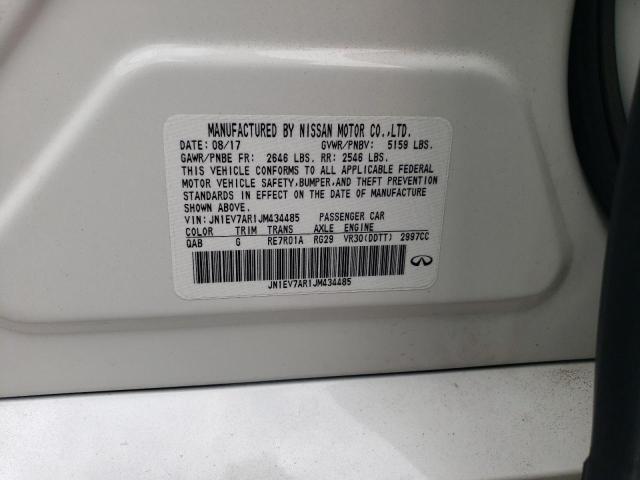 MANUFACTURED BY NISSAN MOTOR CO.,LTD.
DATE: 08/17 GVWR/PNBV: 5159 LBS.
GAWR/PNBE FR: 2646 LBS. RR: 2546 LBS.
THIS VEHICLE CONFORMS TO ALL APPLICABLE FEDERAL
MOTOR VEHICLE SAFETY, BUMPER, AND THEFT PREVENTION
STANDARDS IN EFFECT ON THE DATE OF MANUFACTURE
SHOWN ABOVE.
VIN: JN1EV7AR1JM434485 PASSENGER CAR
COLOR TRIM TRANS AXLE ENGINE
QAB G RE7R01A RG29 VR30(DDTT) 2997CC
JN1EV7AR1JM434485